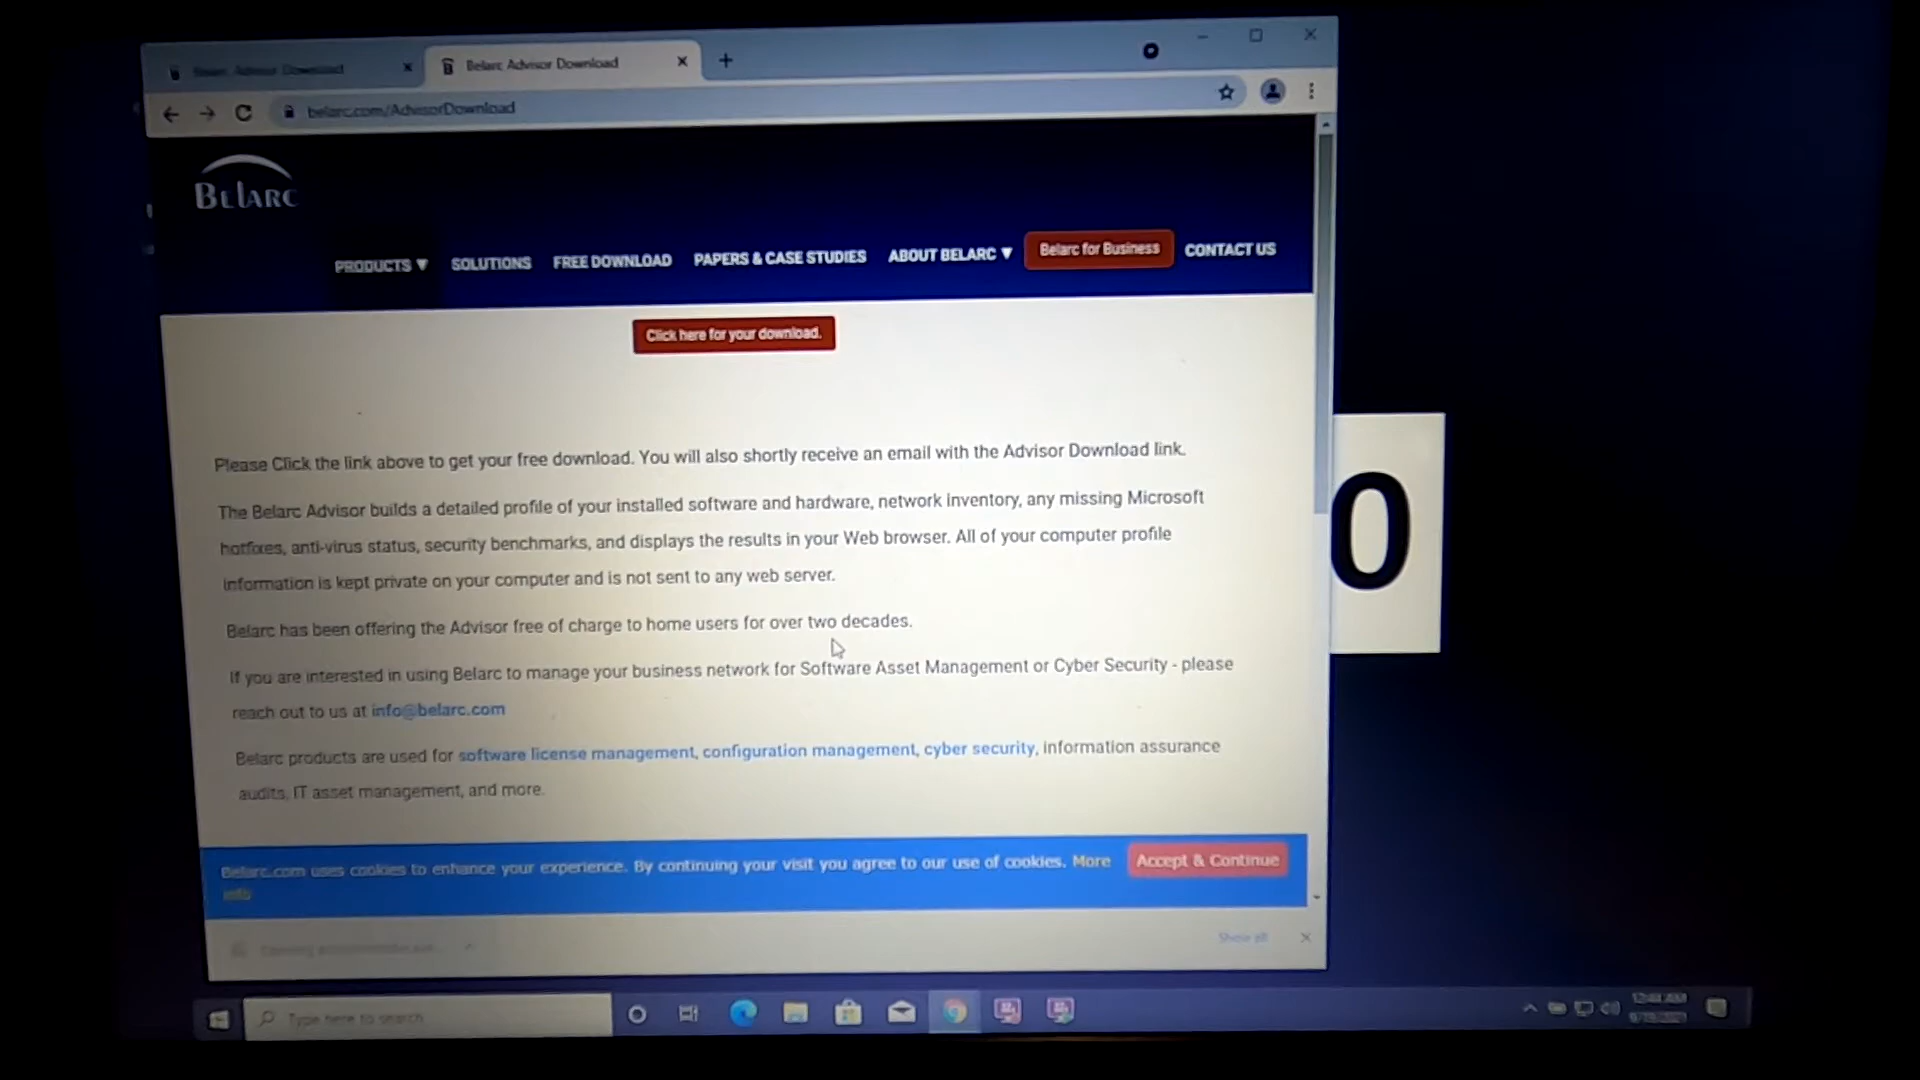 Belarc Advisor Download
Belarc Advisor Download
belarc.com/AdvisorDownload
BELARC
PRODUCTS ▼ SOLUTIONS FREE DOWNLOAD PAPERS & CASE STUDIES ABOUT BELARC ▼ Belarc for Business CONTACT US
Click here for your download.
Please Click the link above to get your free download. You will also shortly receive an email with the Advisor Download link.
The Belarc Advisor builds a detailed profile of your installed software and hardware, network inventory, any missing Microsoft
hotfixes, anti-virus status, security benchmarks, and displays the results in your Web browser. All of your computer profile
information is kept private on your computer and is not sent to any web server.
Belarc has been offering the Advisor free of charge to home users for over two decades.
If you are interested in using Belarc to manage your business network for Software Asset Management or Cyber Security - please
reach out to us at info@belarc.com
Belarc products are used for software license management, configuration management, cyber security, information assurance
audits, IT asset management, and more.
0
Belarc.com uses cookies to enhance your experience. By continuing your visit you agree to our use of cookies. More
info
Accept & Continue
Show all
Type here to search